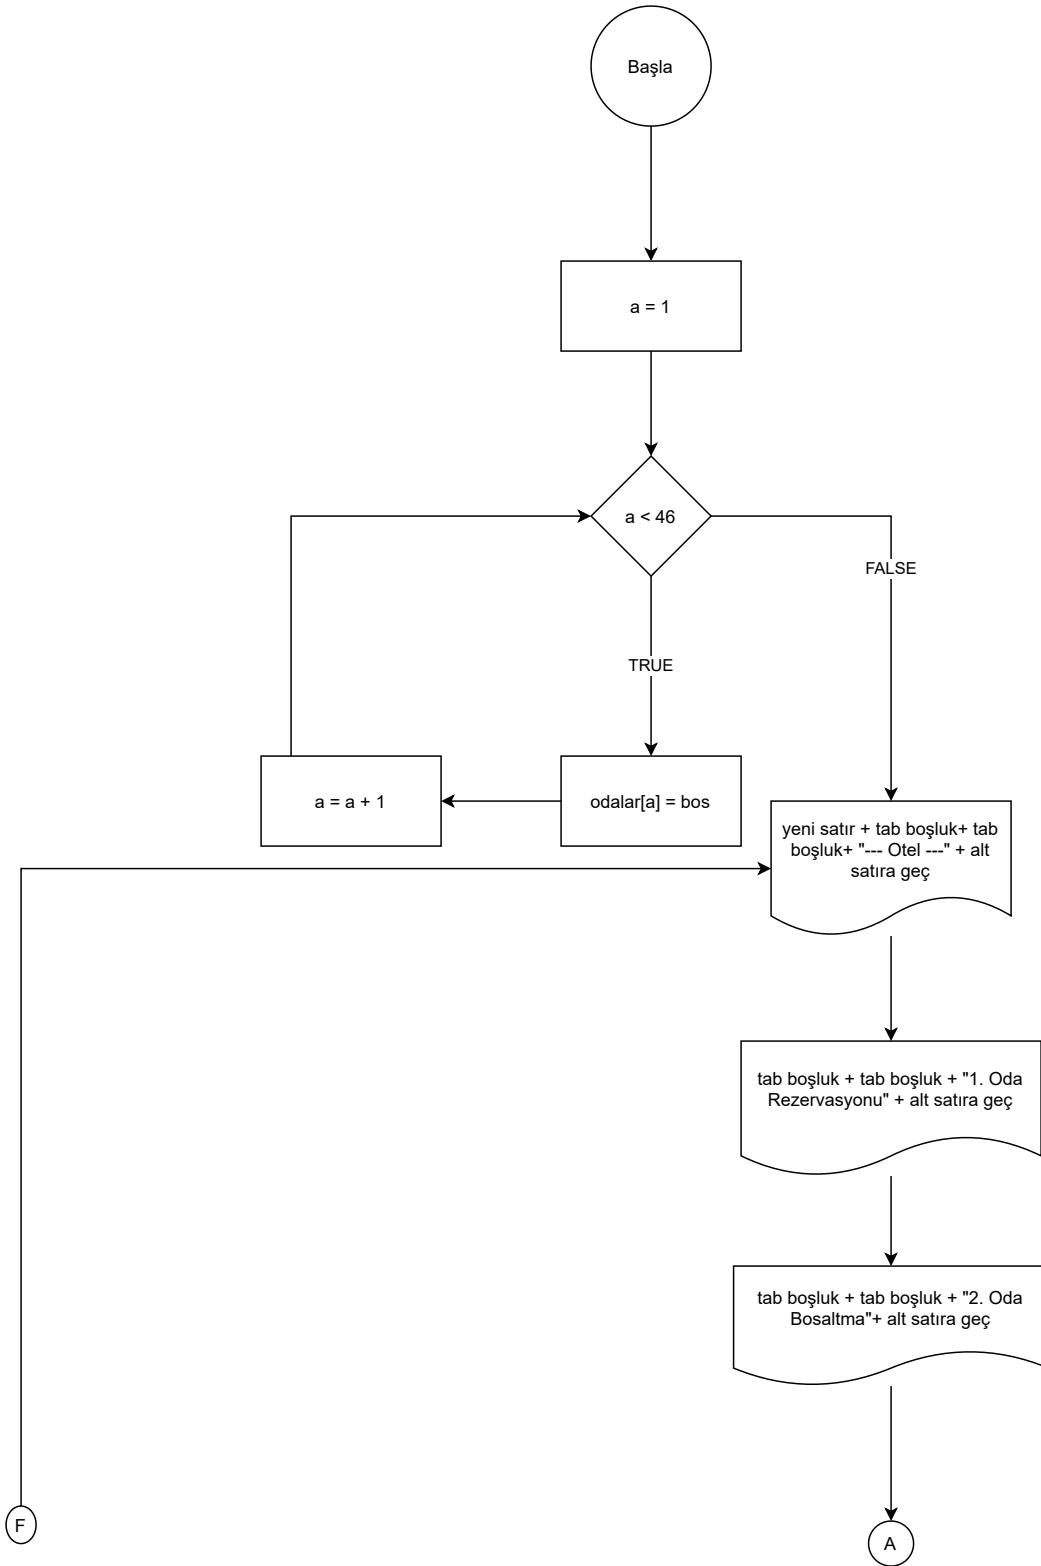 Başla
a = 1
a < 46
FALSE
TRUE
a = a + 1
odalar[a] = bos
yeni satır + tab boşluk+ tab
boşluk+ "--- Otel ---" + alt
satıra geç
tab boşluk + tab boşluk + "1. Oda
Rezervasyonu" + alt satıra geç
tab boşluk + tab boşluk + "2. Oda
Bosaltma"+ alt satıra geç
F
A